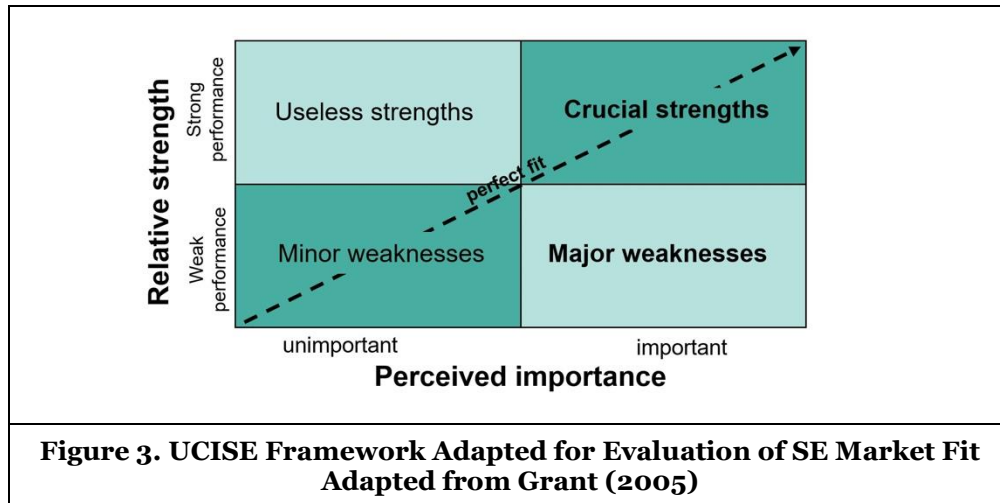 Relative strength
Strong
performance
Weak
performance
Useless strengths
Crucial strengths
perfect fit
Minor weaknesses
Major weaknesses
unimportant
important
Perceived importance
Figure 3. UCISE Framework Adapted for Evaluation of SE Market Fit
Adapted from Grant (2005)